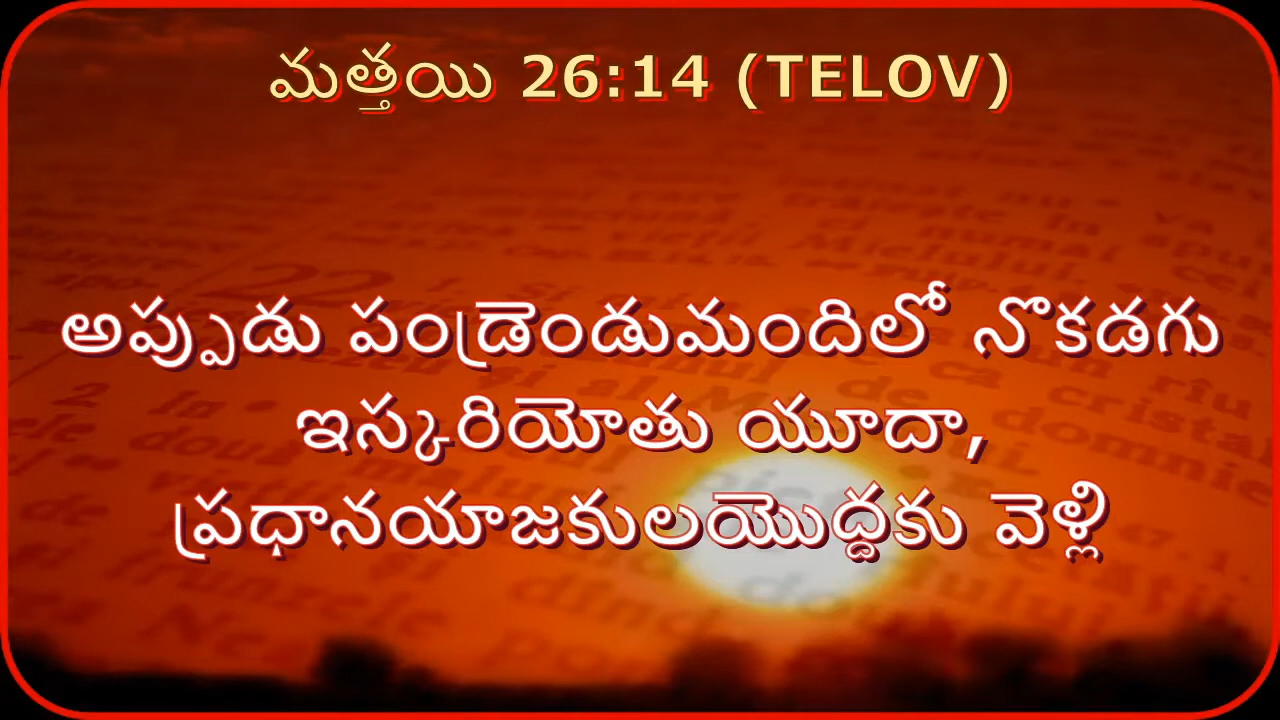 మత్తయి 26:14 (TELOV)
అప్పుడు పండ్రెండుమందిలో నొకడగు
ఇస్కరియోతు యూదా,
ప్రధానయాజకులయొద్దకు వెళ్లి